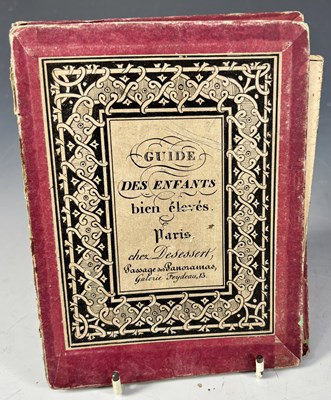 GUIDE
DES ENFANTS
bien élevés.
Paris
chez Desessert,
Passage des Panoramas,
Galerie Feydeau, 13.